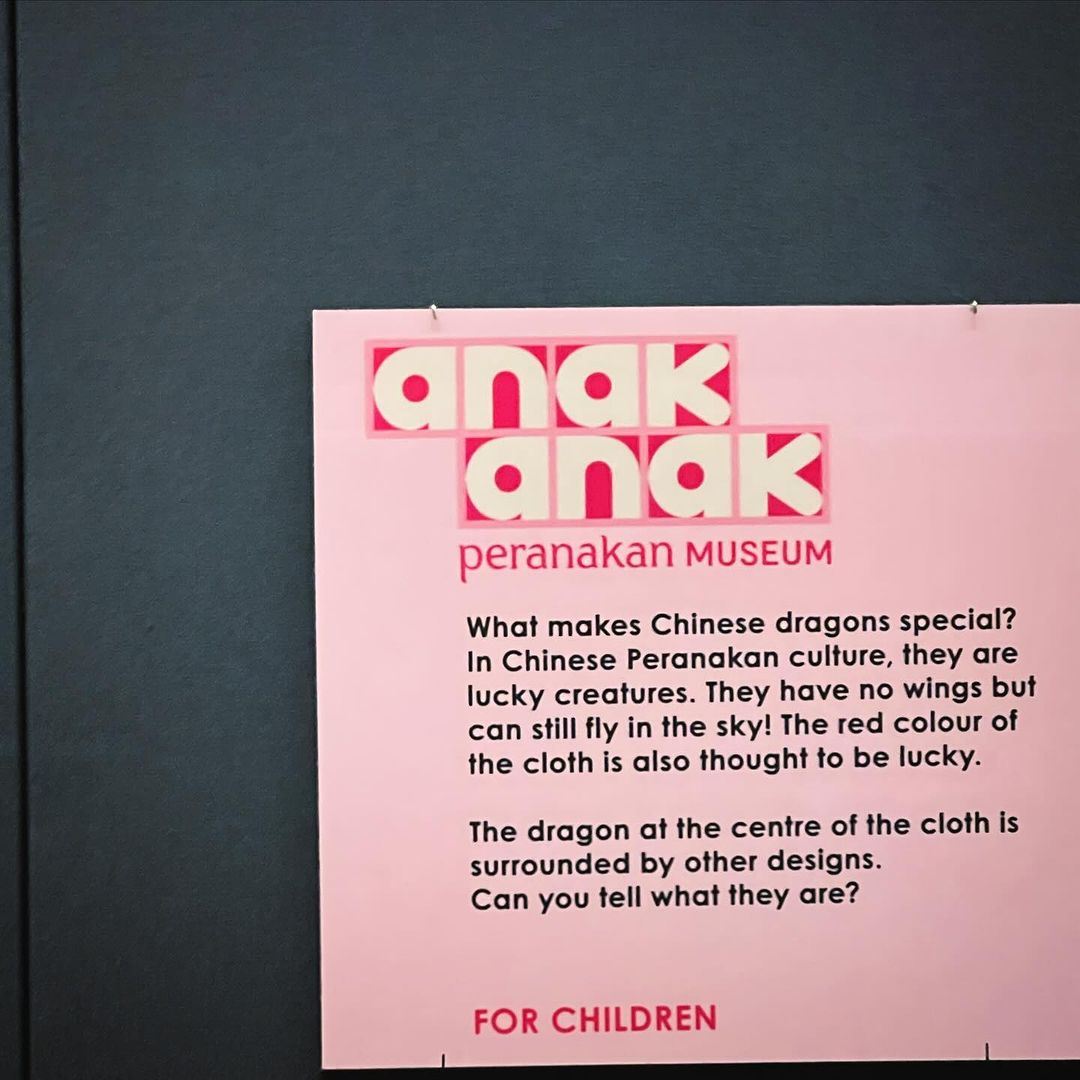 anak
anak
peranakan MUSEUM
What makes Chinese dragons special?
In Chinese Peranakan culture, they are
lucky creatures. They have no wings but
can still fly in the sky! The red colour of
the cloth is also thought to be lucky.
The dragon at the centre of the cloth is
surrounded by other designs.
Can you tell what they are?
FOR CHILDREN